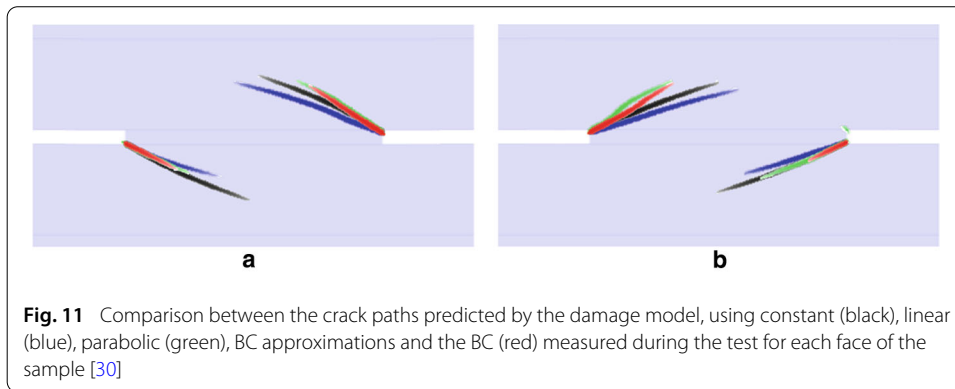 a
b
Fig. 11 Comparison between the crack paths predicted by the damage model, using constant (black), linear
(blue), parabolic (green), BC approximations and the BC (red) measured during the test for each face of the
sample [30]